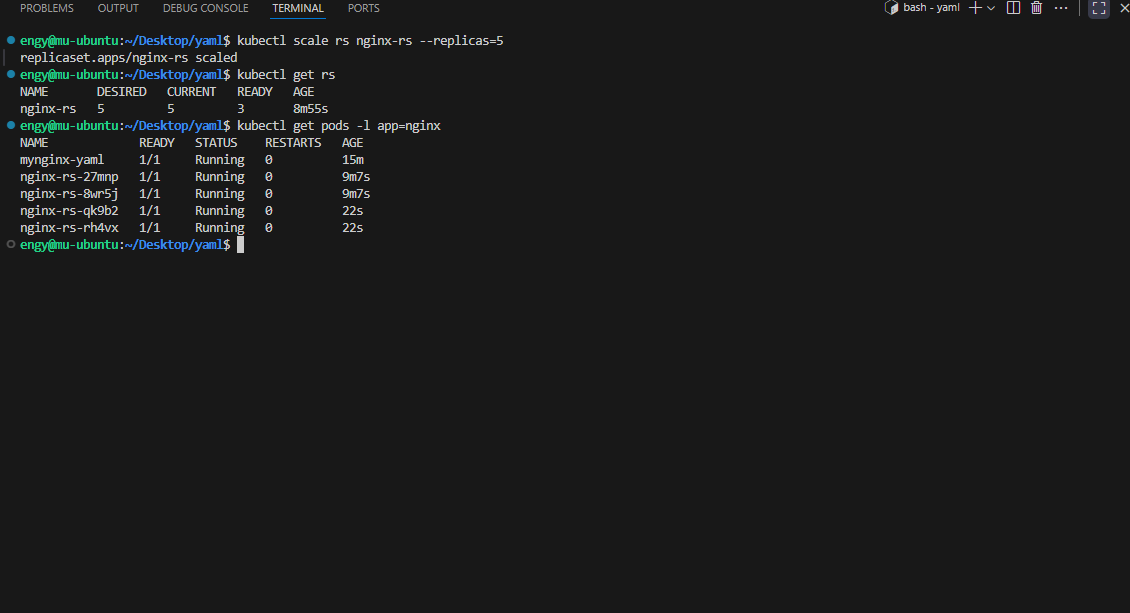 PROBLEMS OUTPUT DEBUG CONSOLE TERMINAL PORTS bash - yaml
engy@mu-ubuntu:~/Desktop/yaml$ kubectl scale rs nginx-rs --replicas=5
replicaset.apps/nginx-rs scaled
engy@mu-ubuntu:~/Desktop/yaml$ kubectl get rs
NAME       DESIRED   CURRENT   READY   AGE
nginx-rs   5         5         3       8m55s
engy@mu-ubuntu:~/Desktop/yaml$ kubectl get pods -l app=nginx
NAME             READY   STATUS    RESTARTS   AGE
mynginx-yaml     1/1     Running   0          15m
nginx-rs-27mnp   1/1     Running   0          9m7s
nginx-rs-8wr5j   1/1     Running   0          9m7s
nginx-rs-qk9b2   1/1     Running   0          22s
nginx-rs-rh4vx   1/1     Running   0          22s
engy@mu-ubuntu:~/Desktop/yaml$